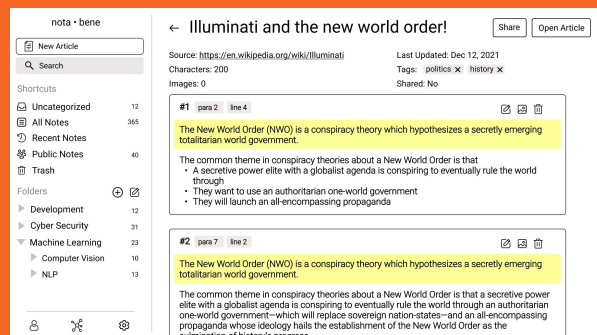 nota • bene
New Article
Search
Shortcuts
Uncategorized 12
All Notes 365
Recent Notes
Public Notes 40
Trash
Folders
Development 12
Cyber Security 31
Machine Learning 23
Computer Vision 10
NLP 13
← Illuminati and the new world order!
Share
Open Article
Source: https://en.wikipedia.org/wiki/Illuminati
Last Updated: Dec 12, 2021
Characters: 200
Tags: politics x history x
Images: 0
Shared: No
#1 para 2 line 4
The New World Order (NWO) is a conspiracy theory which hypothesizes a secretly emerging
totalitarian world government.
The common theme in conspiracy theories about a New World Order is that
• A secretive power elite with a globalist agenda is conspiring to eventually rule the world
through
• They want to use an authoritarian one-world government
• They will launch an all-encompassing propaganda
#2 para 7 line 2
The New World Order (NWO) is a conspiracy theory which hypothesizes a secretly emerging
totalitarian world government.
The common theme in conspiracy theories about a New World Order is that a secretive power
elite with a globalist agenda is conspiring to eventually rule the world through an authoritarian
one-world government—which will replace sovereign nation-states—and an all-encompassing
propaganda whose ideology hails the establishment of the New World Order as the